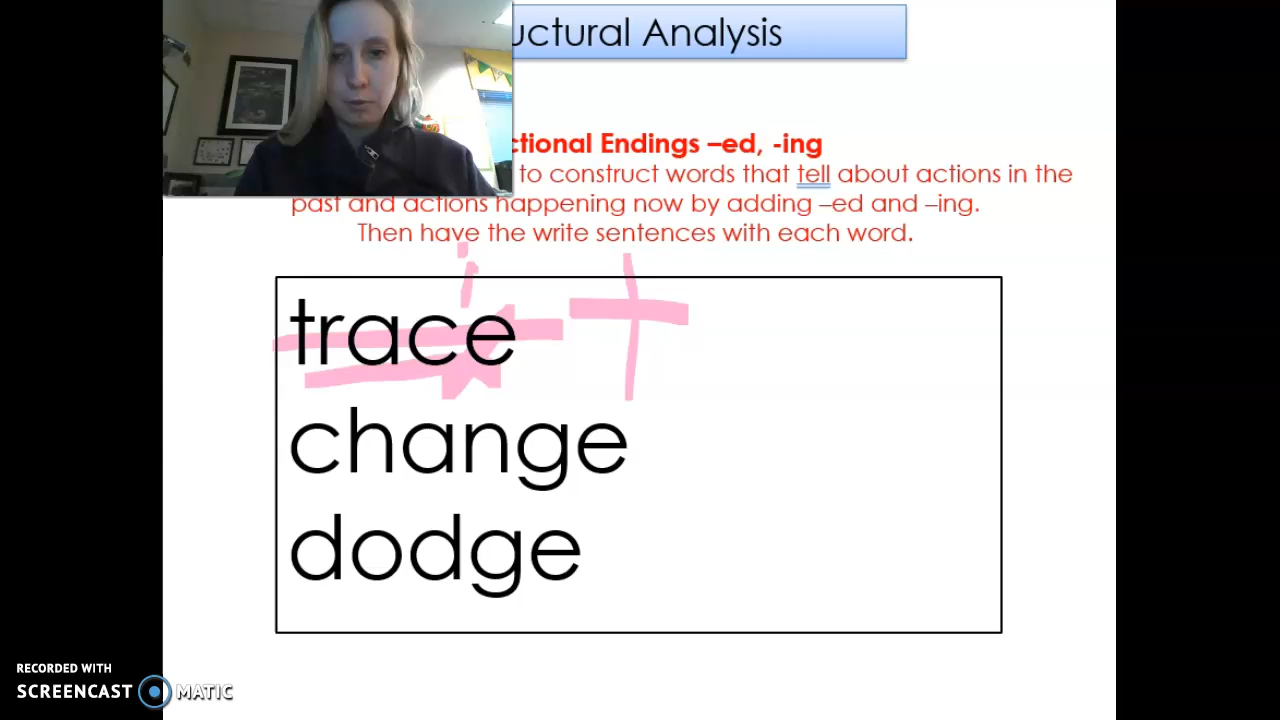 uctural Analysis
ctional Endings –ed, -ing
to construct words that tell about actions in the
past and actions happening now by adding –ed and –ing.
Then have the write sentences with each word.
trace
change
dodge
RECORDED WITH
SCREENCAST MATIC